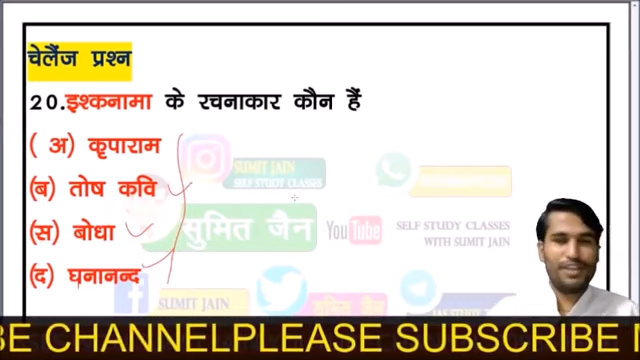 चेलैंज प्रश्न
20.इश्कनामा के रचनाकार कौन हैं
( अ) कृपाराम
(ब) तोष कवि
(स) बोधा
(द) घनानन्द
SUMIT JAIN
SELF STUDY CLASSES
सुमित जैन
YouTube
SELF STUDY CLASSES
WITH SUMIT JAIN
SUMIT JAIN
सुमित जैन
BE CHANNELPLEASE SUBSCRIBE